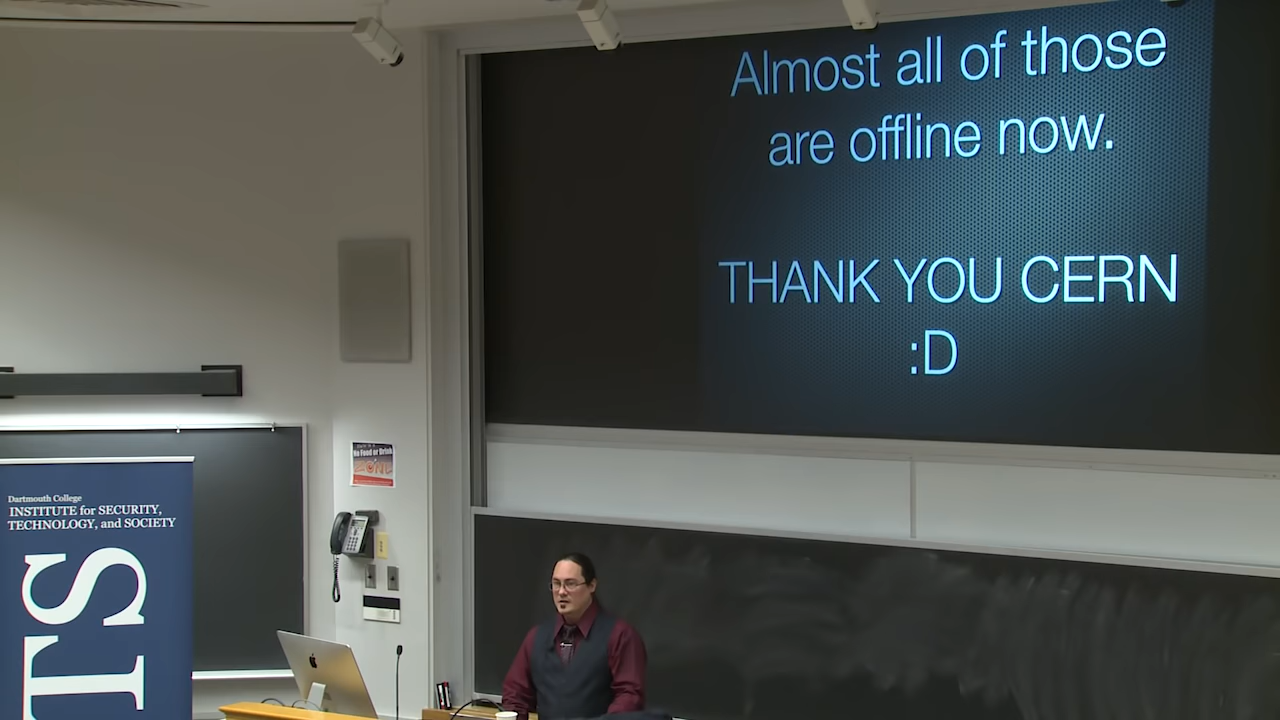 Almost all of those
are offline now.
THANK YOU CERN
:D
No Food or Drink
Dartmouth College
INSTITUTE for SECURITY,
TECHNOLOGY, and SOCIETY
TS